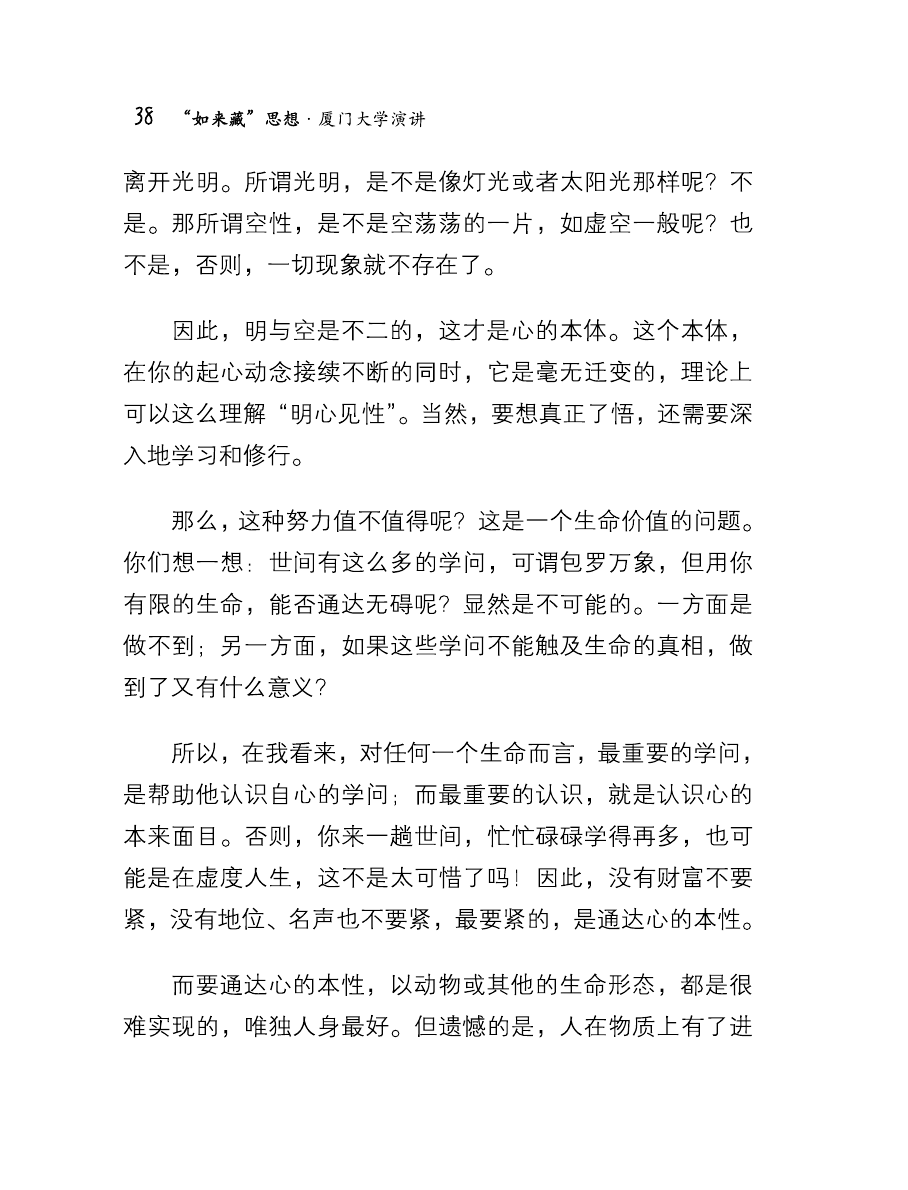 38 “如来藏”思想·厦门大学演讲
离开光明。所谓光明，是不是像灯光或者太阳光那样呢？不
是。那所谓空性，是不是空荡荡的一片，如虚空一般呢？也
不是，否则，一切现象就不存在了。
因此，明与空是不二的，这才是心的本体。这个本体，
在你的起心动念接续不断的同时，它是毫无迁变的，理论上
可以这么理解“明心见性”。当然，要想真正了悟，还需要深
入地学习和修行。
那么，这种努力值不值得呢？这是一个生命价值的问题。
你们想一想：世间有这么多的学问，可谓包罗万象，但用你
有限的生命，能否通达无碍呢？显然是不可能的。一方面是
做不到；另一方面，如果这些学问不能触及生命的真相，做
到了又有什么意义？
所以，在我看来，对任何一个生命而言，最重要的学问，
是帮助他认识自心的学问；而最重要的认识，就是认识心的
本来面目。否则，你来一趟世间，忙忙碌碌学得再多，也可
能是在虚度人生，这不是太可惜了吗！因此，没有财富不要
紧，没有地位、名声也不要紧，最要紧的，是通达心的本性。
而要通达心的本性，以动物或其他的生命形态，都是很
难实现的，唯独人身最好。但遗憾的是，人在物质上有了进